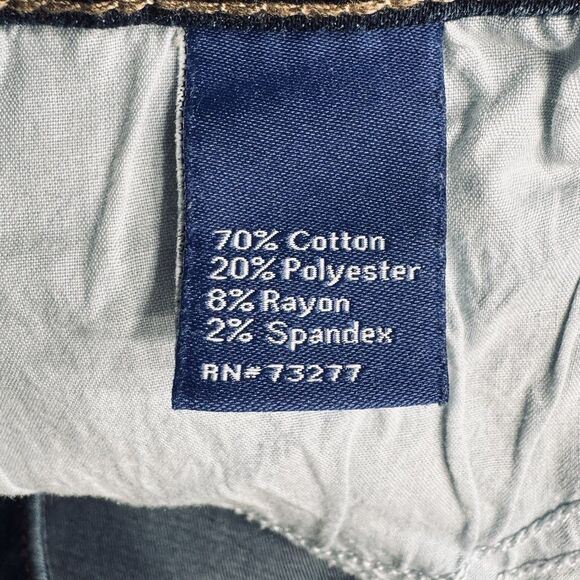 70% Cotton
20% Polyester
8% Rayon
2% Spandex
RN# 73277